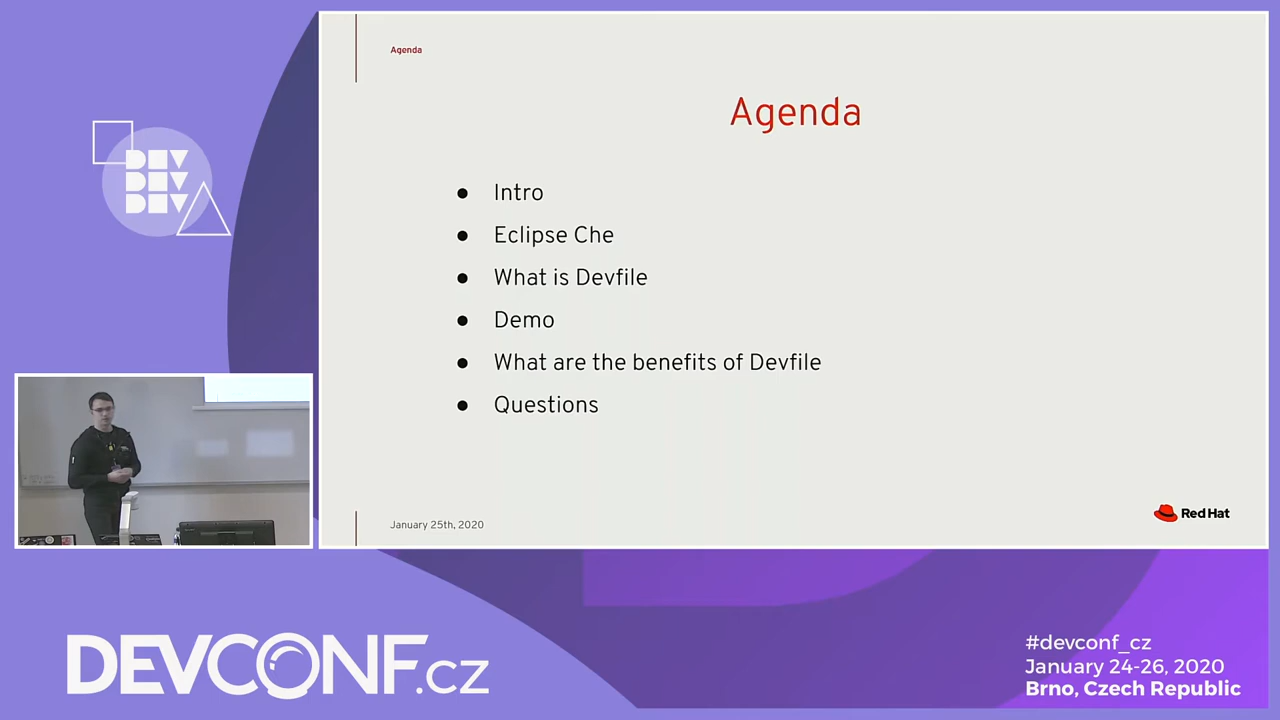 Agenda
Agenda
● Intro
● Eclipse Che
● What is Devfile
● Demo
● What are the benefits of Devfile
● Questions
January 25th, 2020
Red Hat
DEV
DEV
DEV
DEVCONF.cz
#devconf_cz
January 24-26, 2020
Brno, Czech Republic